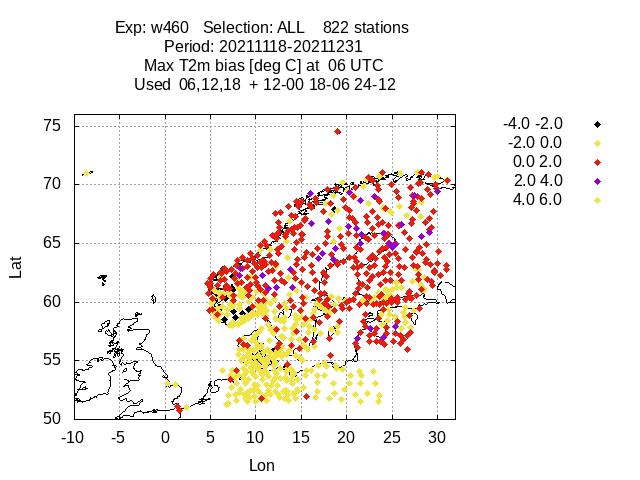 Exp: w460   Selection: ALL    822 stations
Period: 20211118-20211231
Max T2m bias [deg C] at  06 UTC
Used  06,12,18  + 12-00 18-06 24-12
-4.0 -2.0
-2.0 0.0
0.0 2.0
2.0 4.0
4.0 6.0
75
70
65
60
55
50
Lat
-10 -5 0 5 10 15 20 25 30
Lon